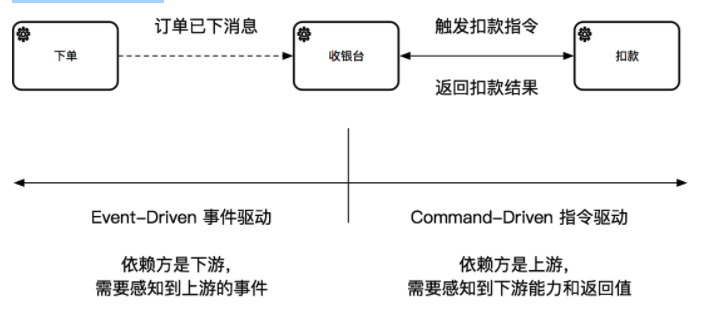 订单已下消息
触发扣款指令
下单
收银台
扣款
返回扣款结果
Event-Driven 事件驱动
Command-Driven 指令驱动
依赖方是下游，
需要感知到上游的事件
依赖方是上游，
需要感知到下游能力和返回值